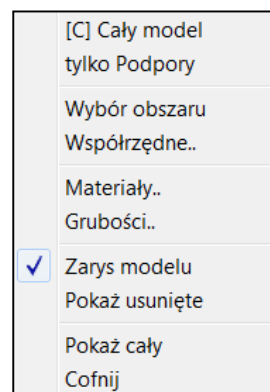 [C] Cały model
tylko Podpory
Wybór obszaru
Współrzędne..
Materiały..
Grubości..
Zarys modelu
Pokaż usunięte
Pokaż cały
Cofnij